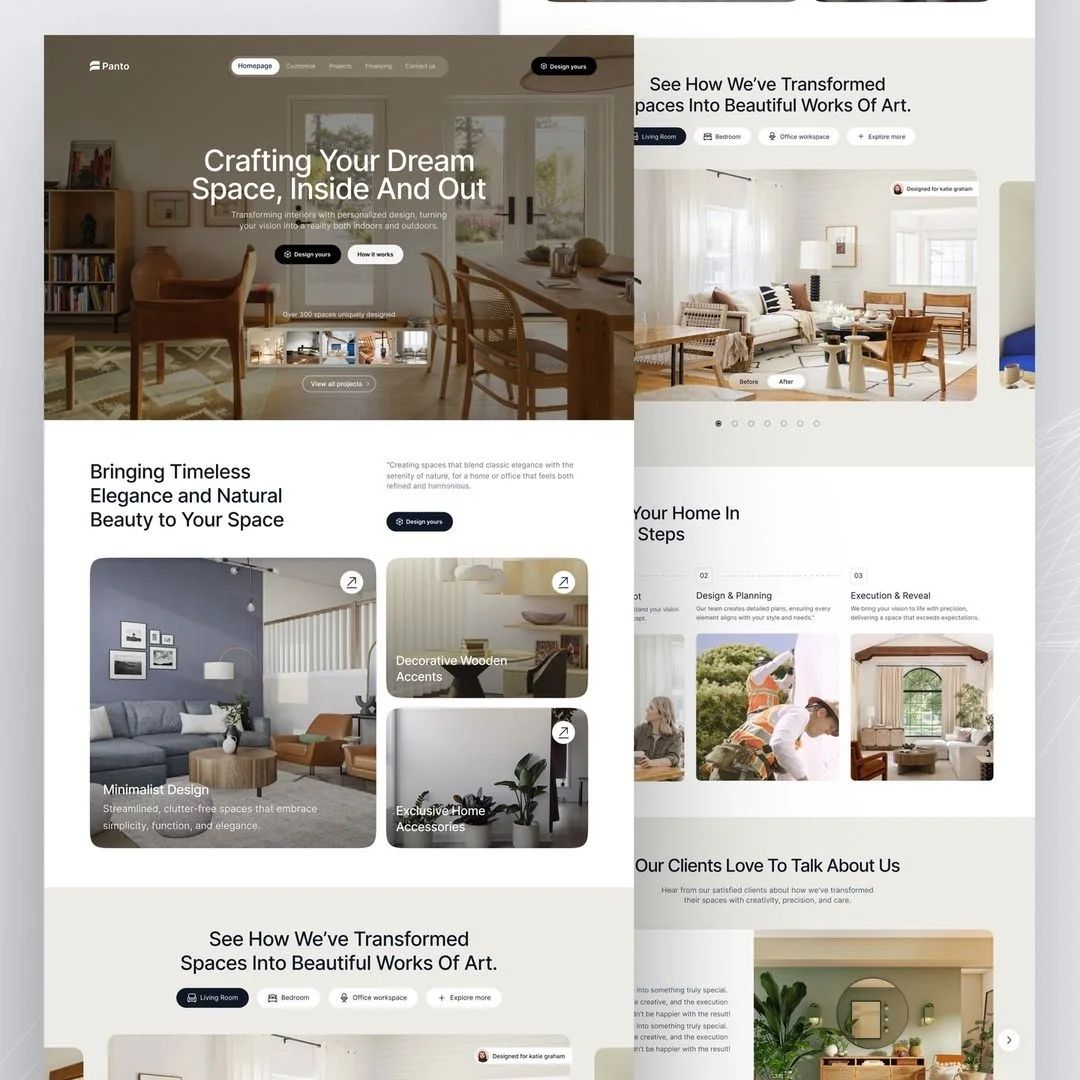 Panto
Homepage
Customize
Projects
Financing
Contact us
Design yours
Crafting Your Dream
Space, Inside And Out
Transforming interiors with personalized design, turning
your vision into a reality both indoors and outdoors.
Design yours
How it works
Over 300 spaces uniquely designed
View all projects
Bringing Timeless
Elegance and Natural
Beauty to Your Space
"Creating spaces that blend classic elegance with the
serenity of nature, for a home or office that feels both
refined and harmonious.
Design yours
Minimalist Design
Streamlined, clutter-free spaces that embrace
simplicity, function, and elegance.
Decorative Wooden
Accents
Exclusive Home
Accessories
See How We've Transformed
Spaces Into Beautiful Works Of Art.
Living Room
Bedroom
Office workspace
Explore more
Designed for katie graham
See How We've Transformed
paces Into Beautiful Works Of Art.
Living Room
Bedroom
Office workspace
Explore more
Designed for katie graham
Before
After
Your Home In
Steps
pt
stand your vision
cept.
02
Design & Planning
Our team creates detailed plans, ensuring every
element aligns with your style and needs."
03
Execution & Reveal
We bring your vision to life with precision,
delivering a space that exceeds expectations.
Our Clients Love To Talk About Us
Hear from our satisfied clients about how we've transformed
their spaces with creativity, precision, and care.
into something truly special.
creative, and the execution
dn't be happier with the result!
into something truly special.
creative, and the execution
dn't be happier with the result!